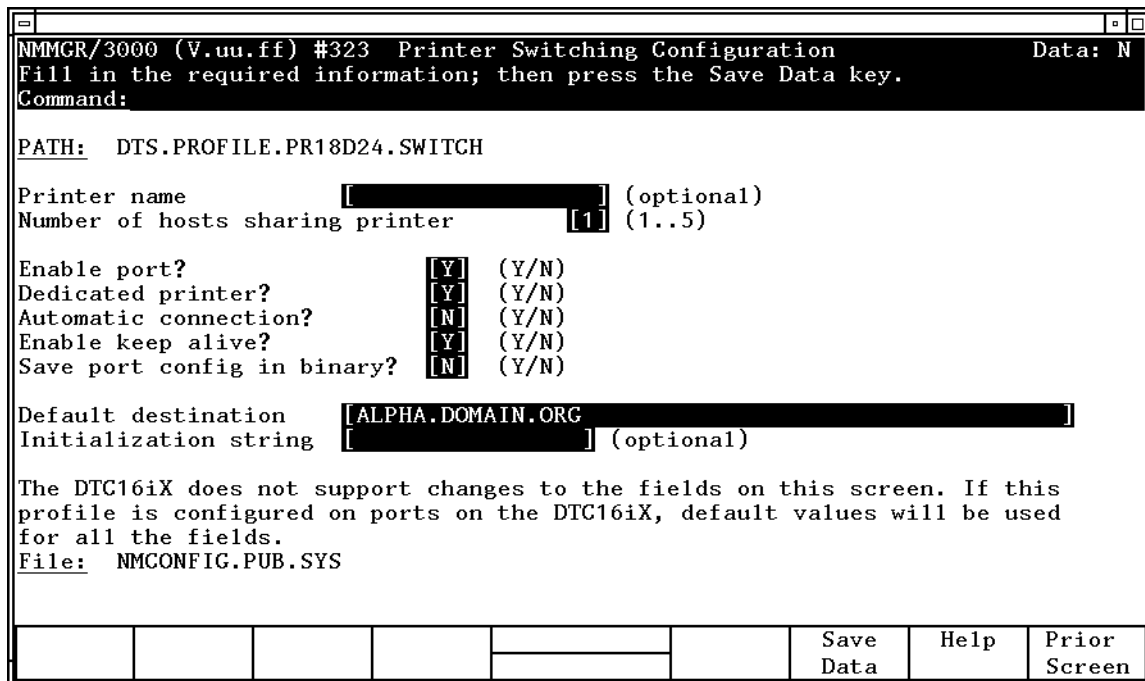 NMMGR/3000 (V.uu.ff) #323  Printer Switching Configuration  Data: N
Fill in the required information; then press the Save Data key.
Command:
PATH:  DTS.PROFILE.PR18D24.SWITCH
Printer name [ ] (optional)
Number of hosts sharing printer [1] (1..5)
Enable port? [Y] (Y/N)
Dedicated printer? [Y] (Y/N)
Automatic connection? [N] (Y/N)
Enable keep alive? [Y] (Y/N)
Save port config in binary? [N] (Y/N)
Default destination [ALPHA.DOMAIN.ORG ]
Initialization string [ ] (optional)
The DTC16iX does not support changes to the fields on this screen. If this
profile is configured on ports on the DTC16iX, default values will be used
for all the fields.
File:  NMCONFIG.PUB.SYS
Save Data
Help
Prior Screen